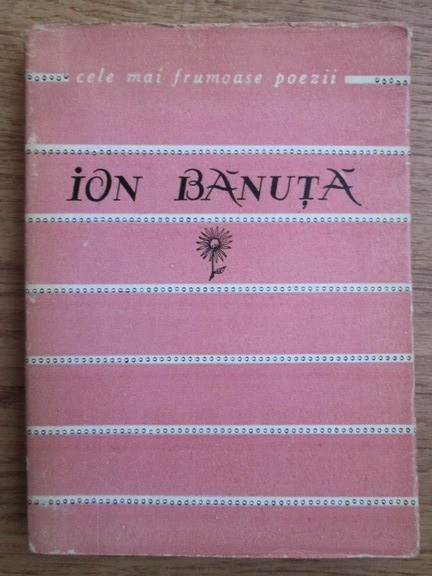 cele mai frumoase poezii
ION BĂNUȚĂ